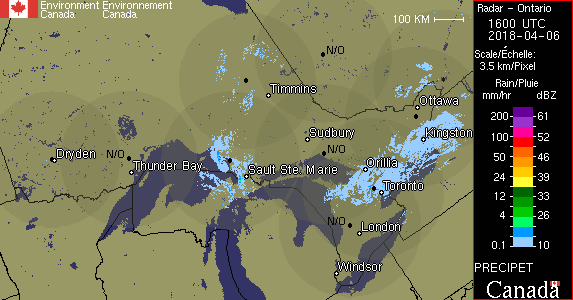 Environment Environnement
Canada Canada
100 KM
N/O
Timmins
Ottawa
Sudbury
Kingston
N/O
N/O
Dryden
Thunder Bay
Sault Ste. Marie
Orillia
Toronto
N/O
London
Windsor
Radar - Ontario
1600 UTC
2018-04-06
Scale/Échelle:
3.5 km/Pixel
Rain/Pluie
mm/hr dBZ
200 61
100 52
50 46
24 39
12 33
4 26
1 18
0.1 10
PRECIPET
Canada